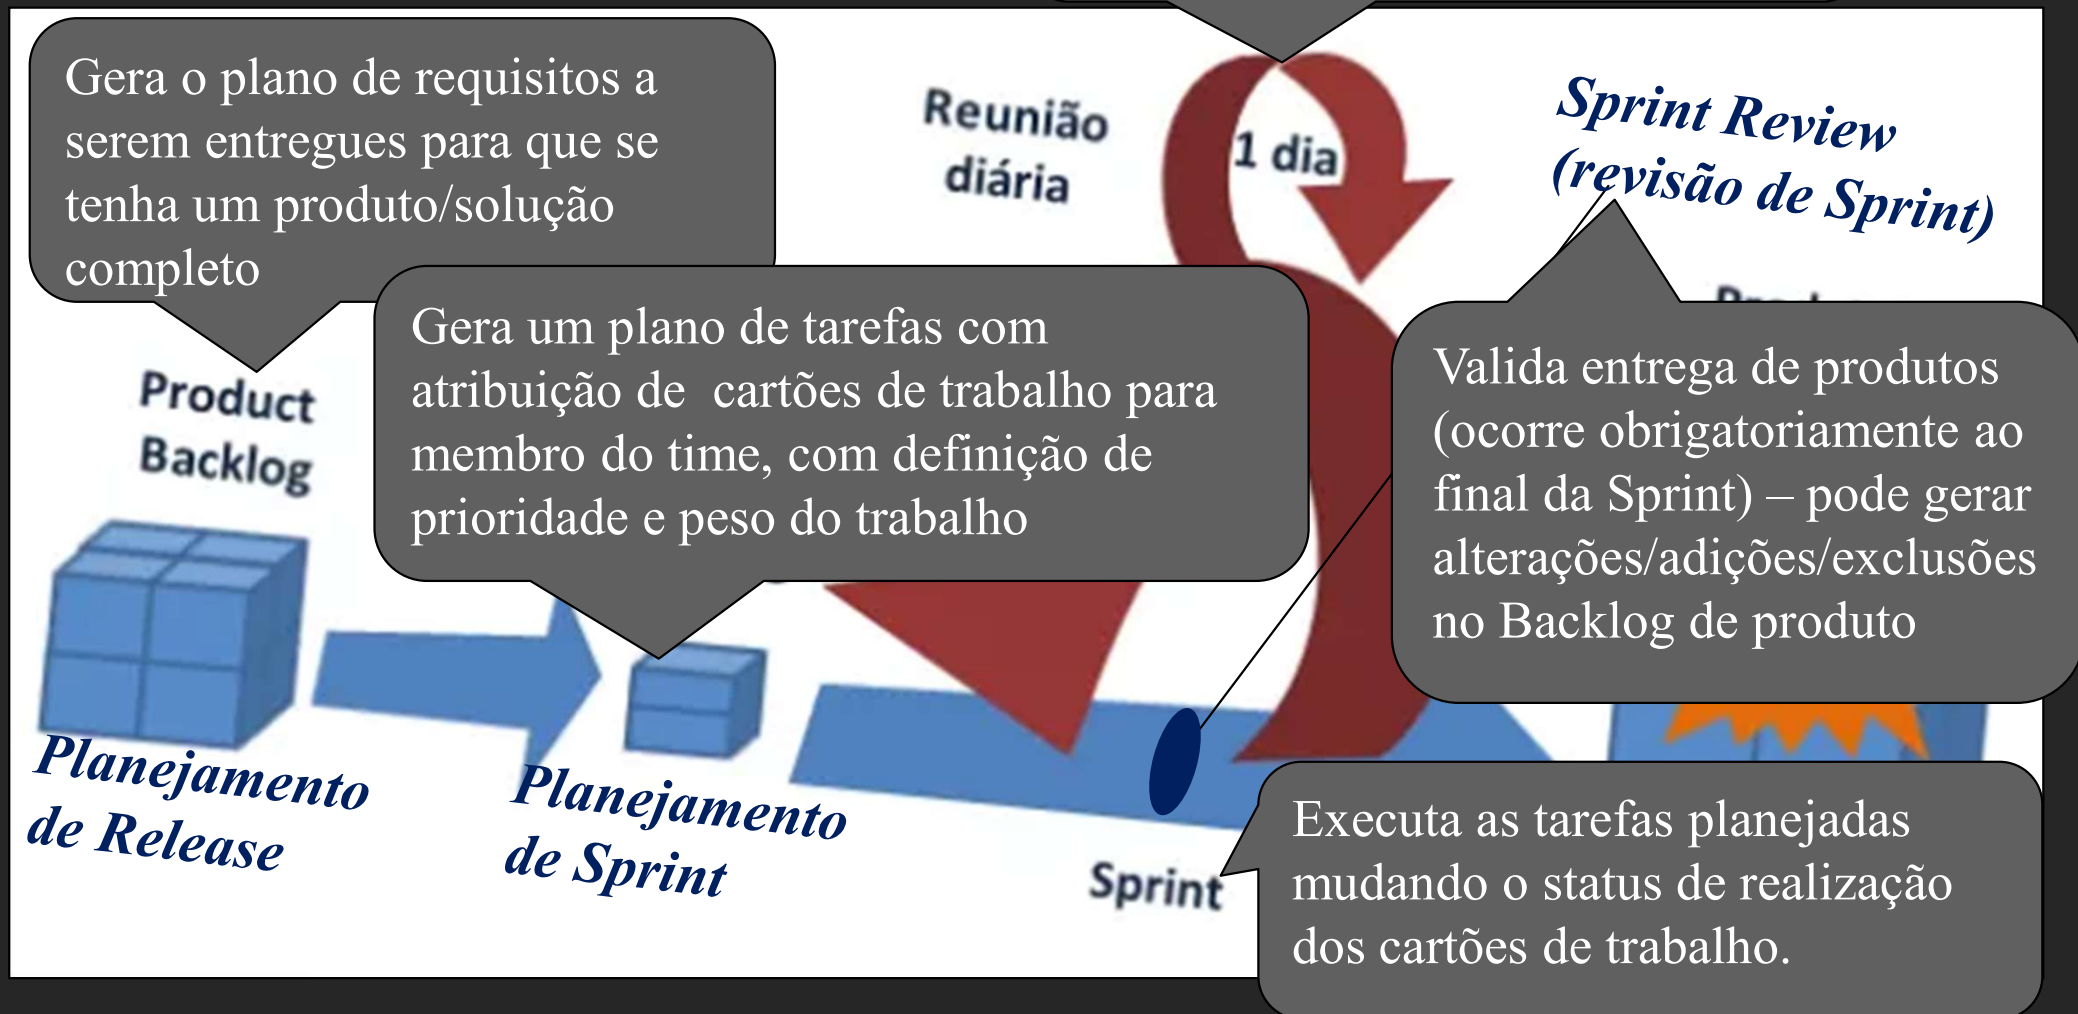 Gera o plano de requisitos a
serem entregues para que se
tenha um produto/solução
completo
Reunião
diária
1 dia
Sprint Review
(revisão de Sprint)
Gera um plano de tarefas com
atribuição de  cartões de trabalho para
membro do time, com definição de
prioridade e peso do trabalho
Valida entrega de produtos
(ocorre obrigatoriamente ao
final da Sprint) – pode gerar
alterações/adições/exclusões
no Backlog de produto
Product
Backlog
Planejamento
de Release
Planejamento
de Sprint
Sprint
Executa as tarefas planejadas
mudando o status de realização
dos cartões de trabalho.